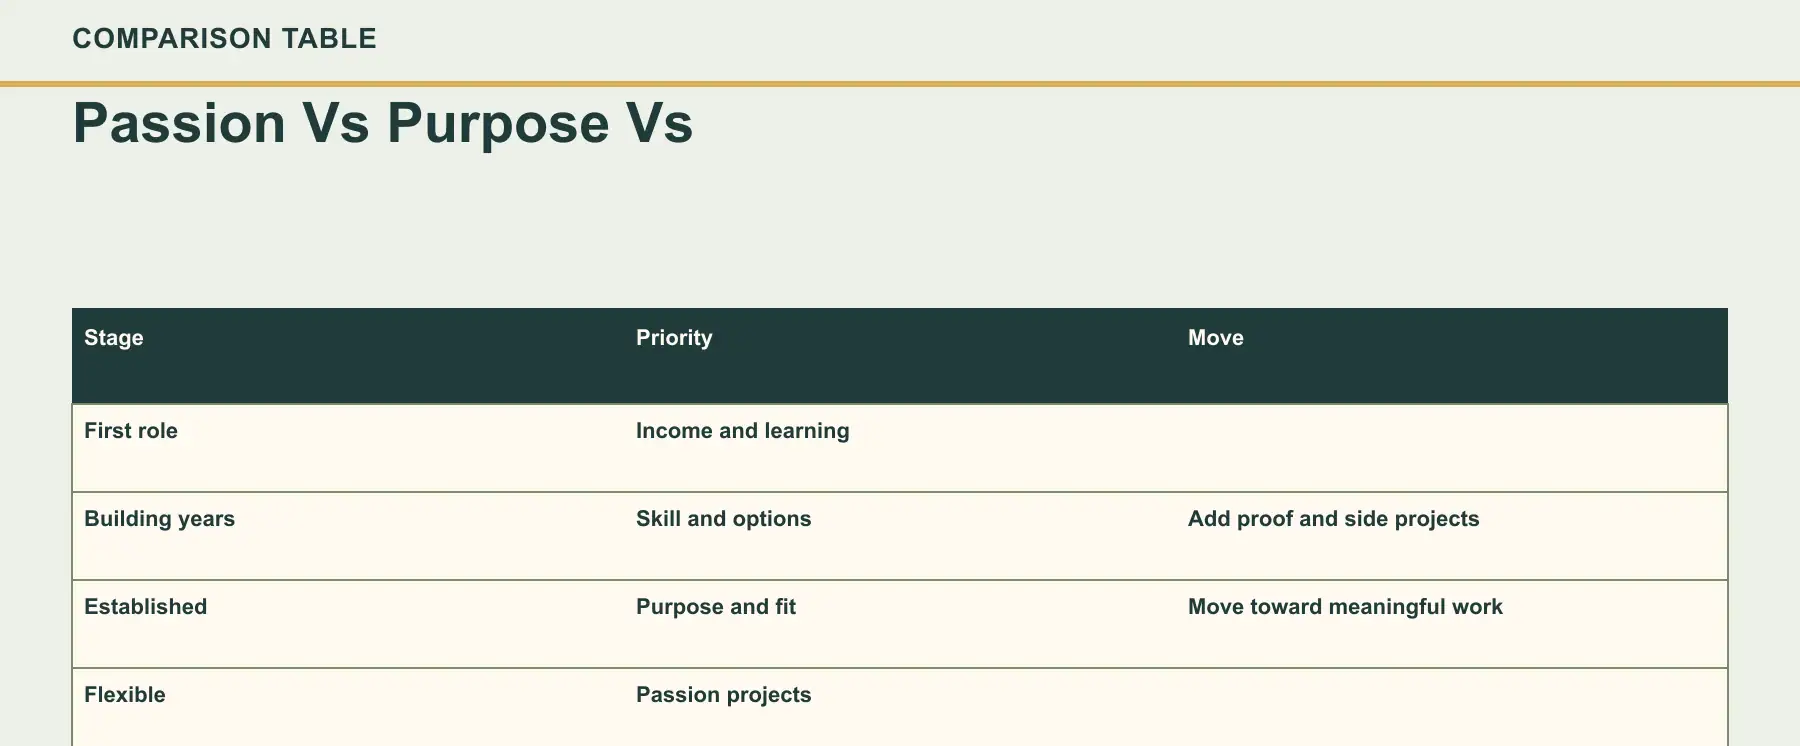 COMPARISON TABLE
Passion Vs Purpose Vs
Stage Priority Move
First role Income and learning
Building years Skill and options Add proof and side projects
Established Purpose and fit Move toward meaningful work
Flexible Passion projects